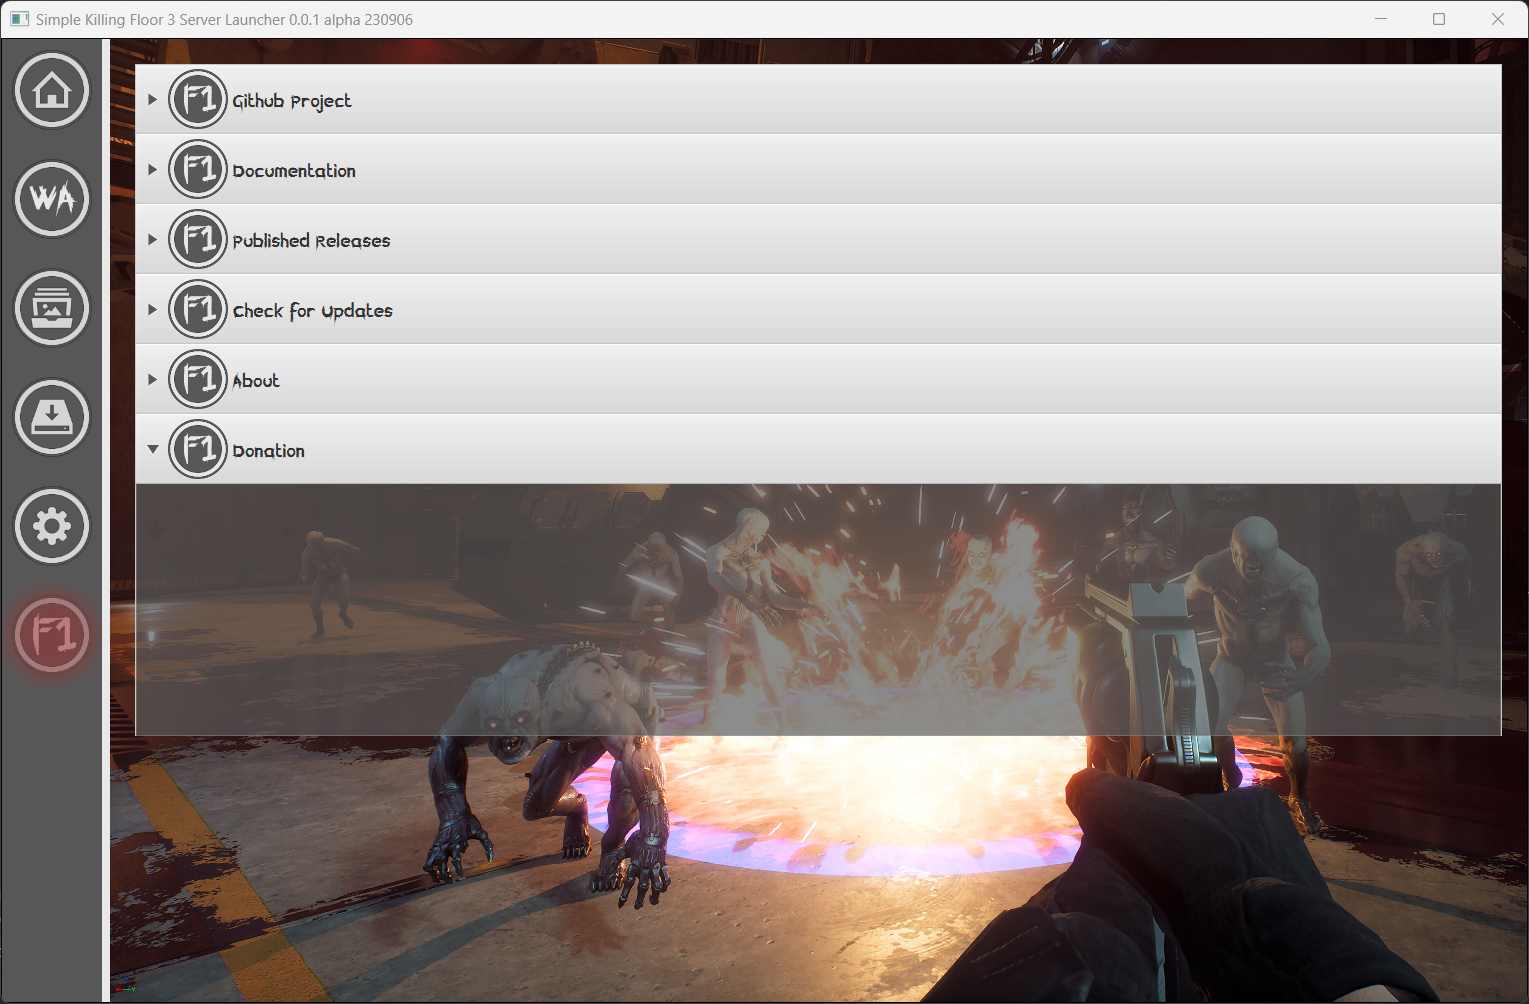 Simple Killing Floor 3 Server Launcher 0.0.1 alpha 230906
WA
F1
F1 Github Project
F1 Documentation
F1 Published Releases
F1 Check for Updates
F1 About
F1 Donation